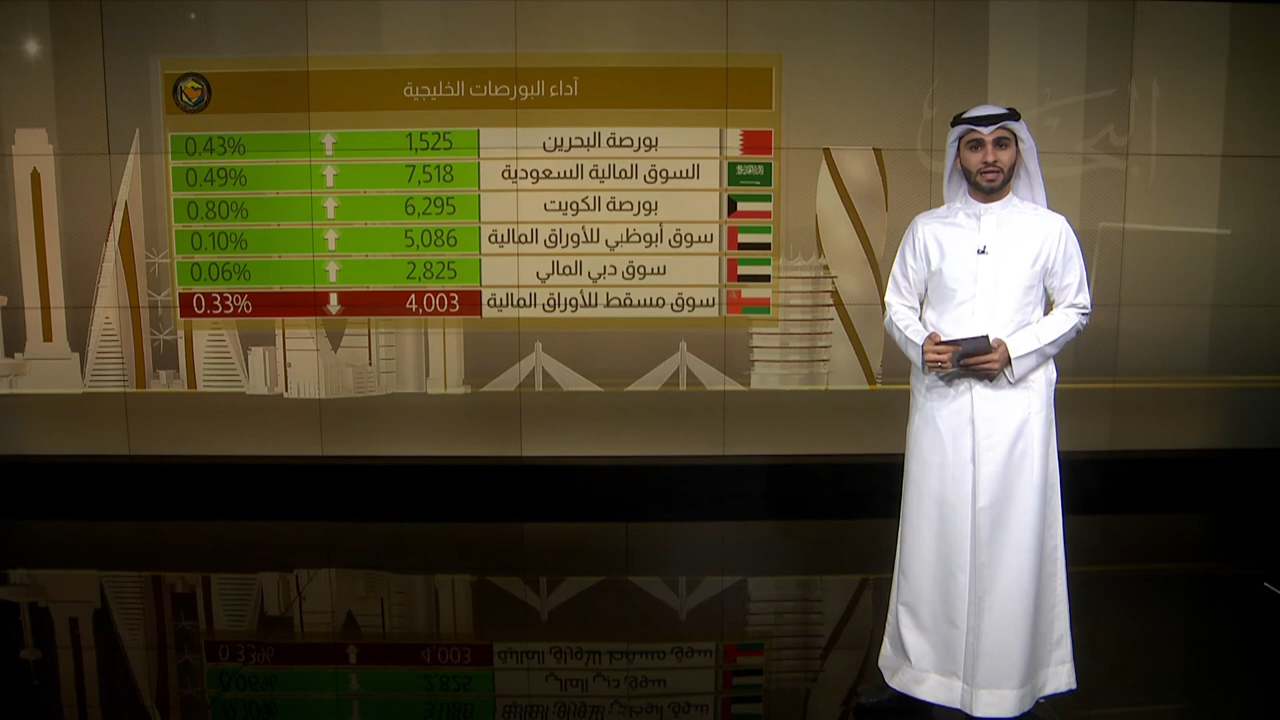 آداء البورصات الخليجية
بورصة البحرين 1,525 0.43%
السوق المالية السعودية 7,518 0.49%
بورصة الكويت 6,295 0.80%
سوق أبوظبي للأوراق المالية 5,086 0.10%
سوق دبي المالي 2,825 0.06%
سوق مسقط للأوراق المالية 4,003 0.33%